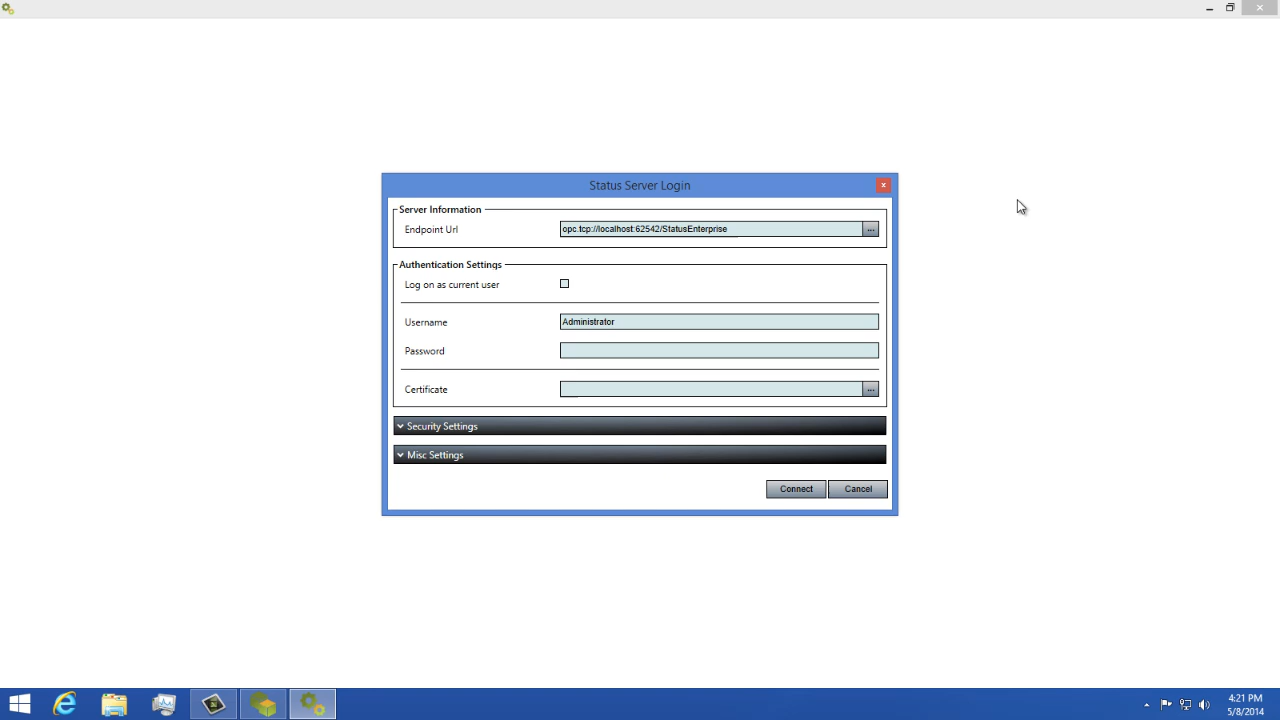 Status Server Login
x
Server Information
Endpoint Url opc.tcp://localhost:62542/StatusEnterprise ...
Authentication Settings
Log on as current user
Username Administrator
Password
Certificate ...
Security Settings
Misc Settings
Connect Cancel
4:21 PM
5/8/2014